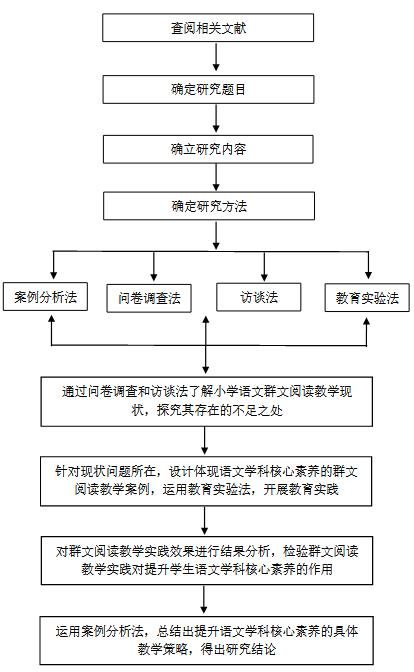 查阅相关文献
确定研究题目
确立研究内容
确定研究方法
案例分析法
问卷调查法
访谈法
教育实验法
通过问卷调查和访谈法了解小学语文群文阅读教学现
状，探究其存在的不足之处
针对现状问题所在，设计体现语文学科核心素养的群文
阅读教学案例，运用教育实验法，开展教育实践
对群文阅读教学实践效果进行结果分析，检验群文阅读
教学实践对提升学生语文学科核心素养的作用
运用案例分析法，总结出提升语文学科核心素养的具体
教学策略，得出研究结论